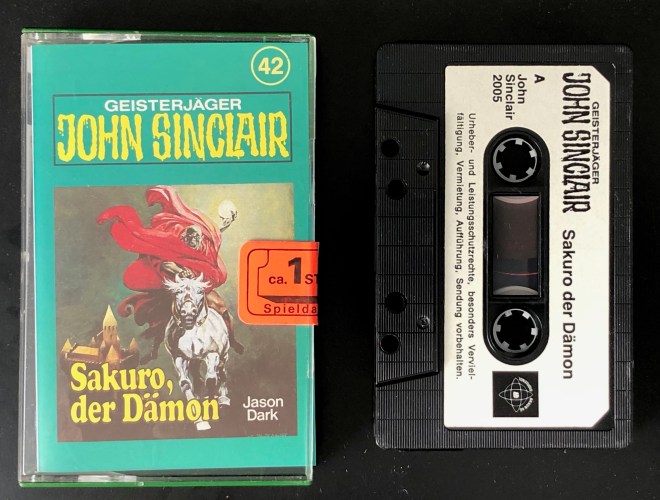 42
GEISTERJÄGER
JOHN SINCLAIR
ca. 1 ST
Spielda
Sakuro,
der Dämon
Jason
Dark
GEISTERJÄGER
JOHN SINCLAIR
Sakuro der Dämon
A
John
Sinclair
2005
Urheber- und Leistungsschutzrechte, besonders Verviel-
fältigung, Vermietung, Aufführung, Sendung vorbehalten.